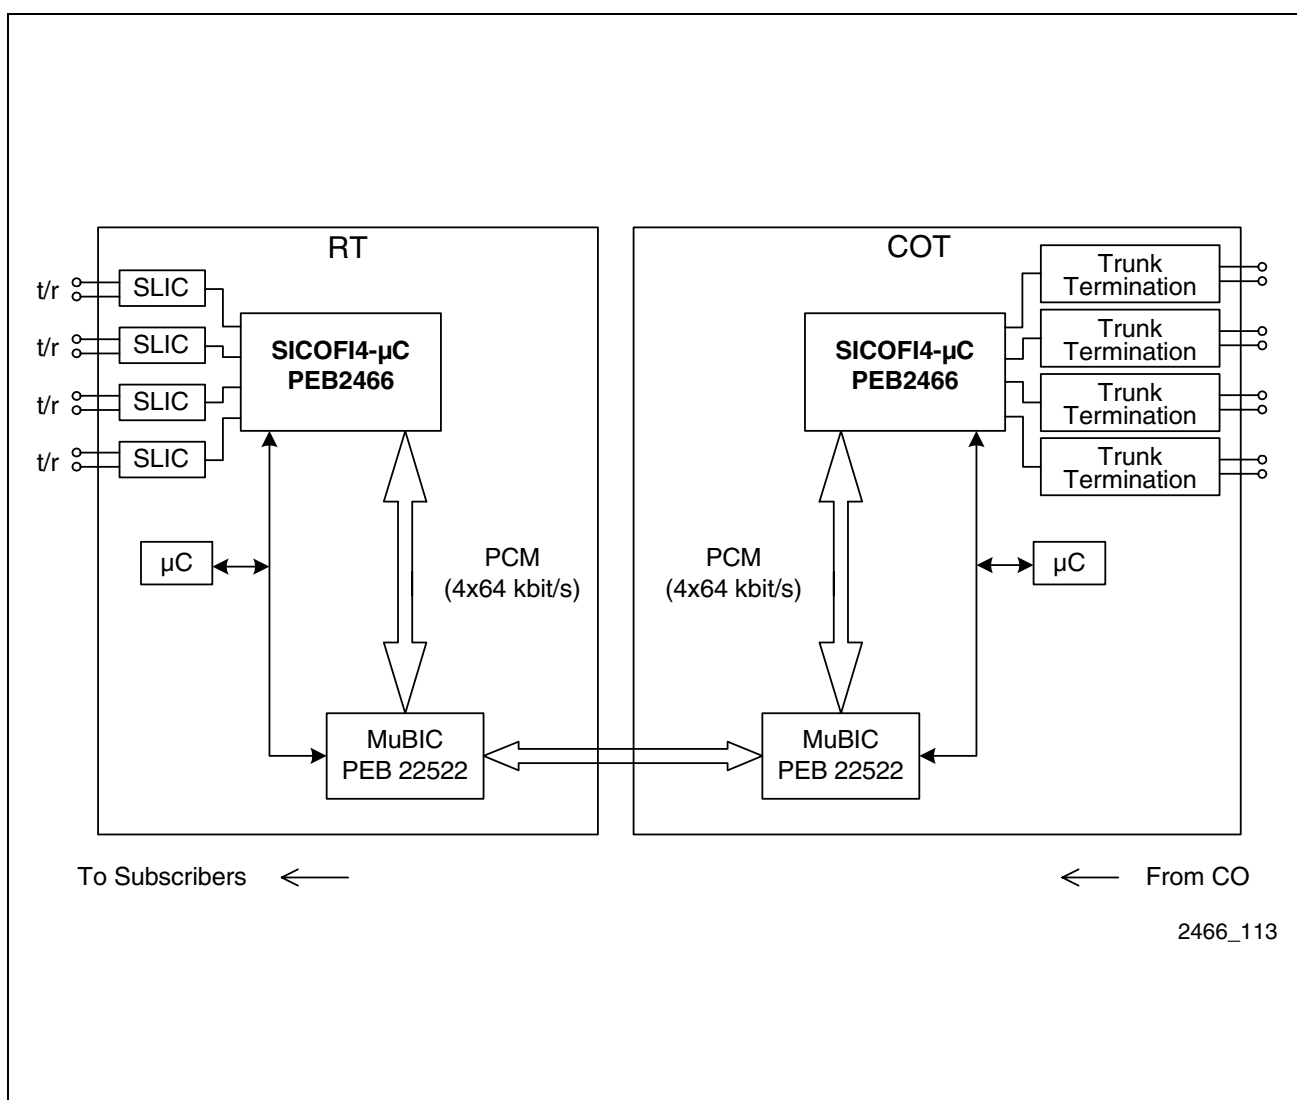 RT
t/r
SLIC
t/r
SLIC
t/r
SLIC
t/r
SLIC
SICOFI4-µC
PEB2466
µC
PCM
(4x64 kbit/s)
MuBIC
PEB 22522
COT
SICOFI4-µC
PEB2466
Trunk
Termination
Trunk
Termination
Trunk
Termination
Trunk
Termination
PCM
(4x64 kbit/s)
µC
MuBIC
PEB 22522
To Subscribers
From CO
2466_113